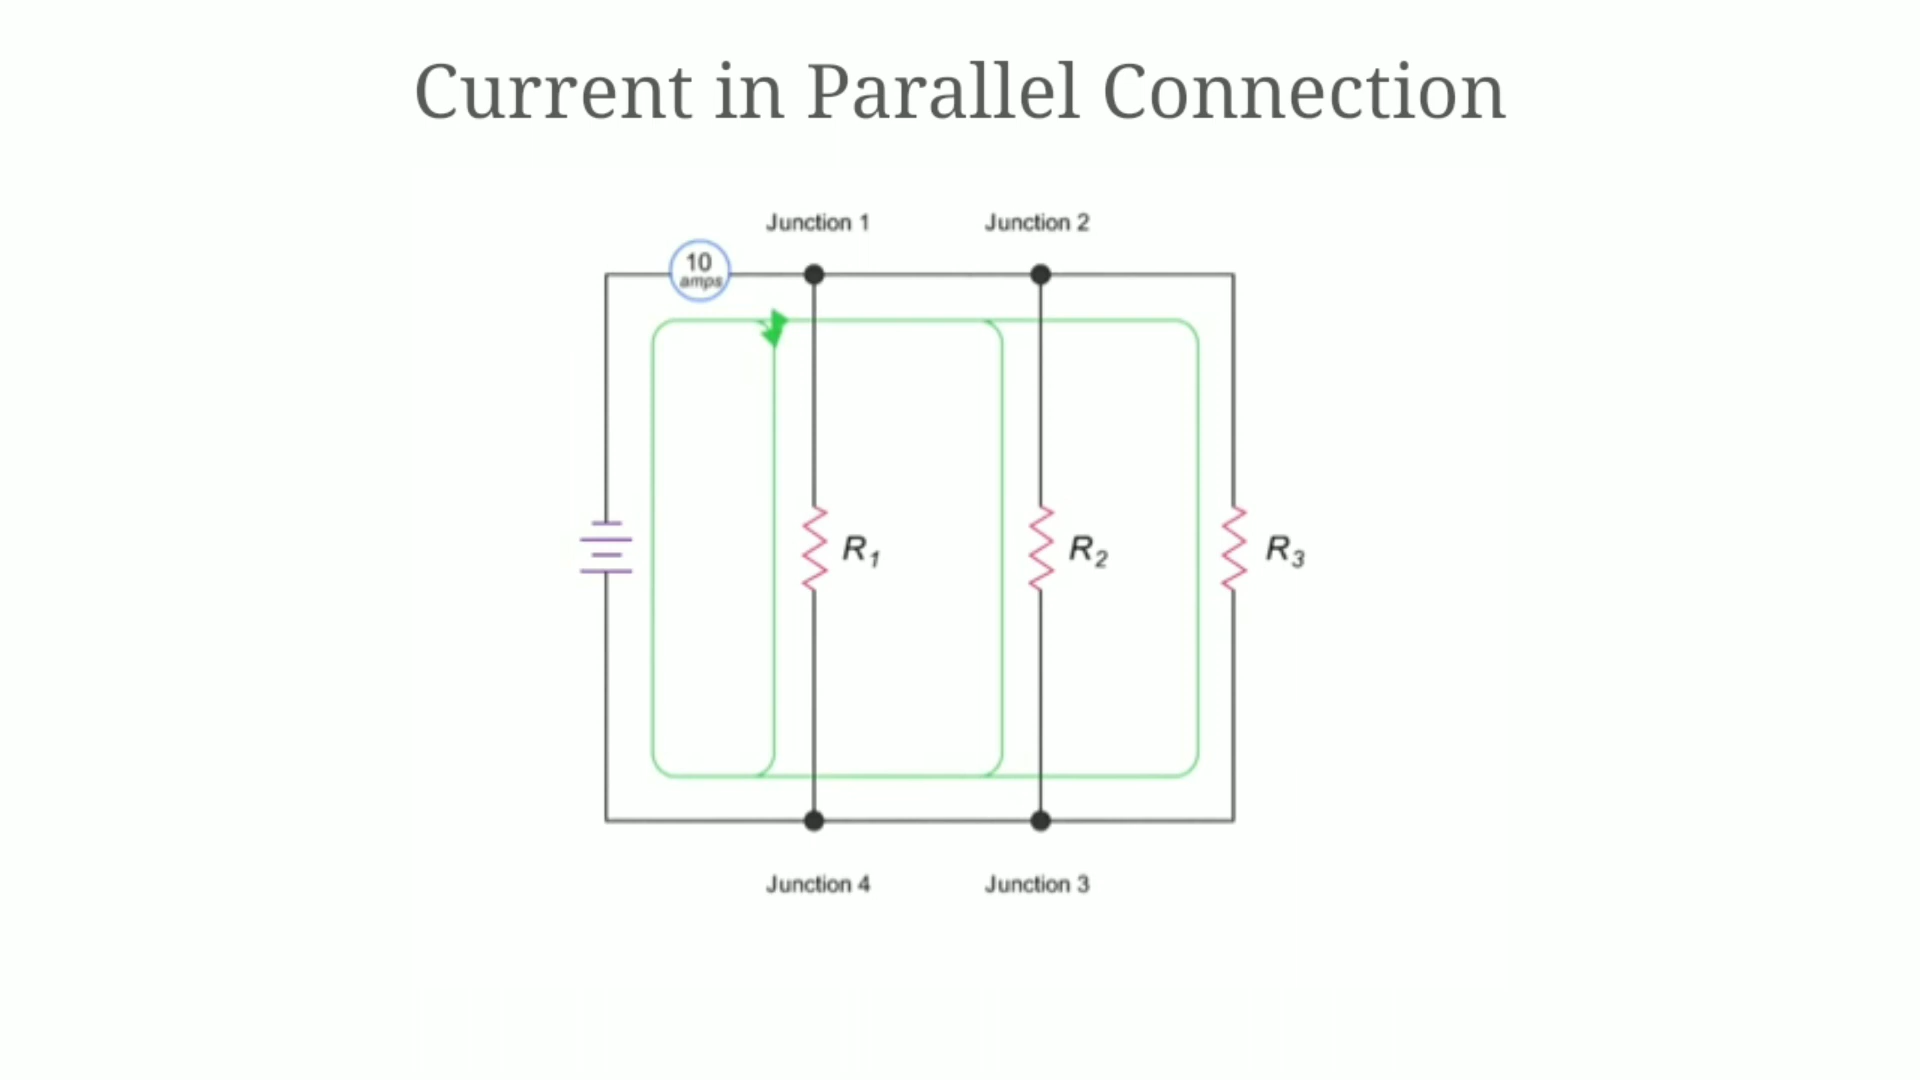 Current in Parallel Connection
Junction 1
Junction 2
10
amps
R1
R2
R3
Junction 4
Junction 3